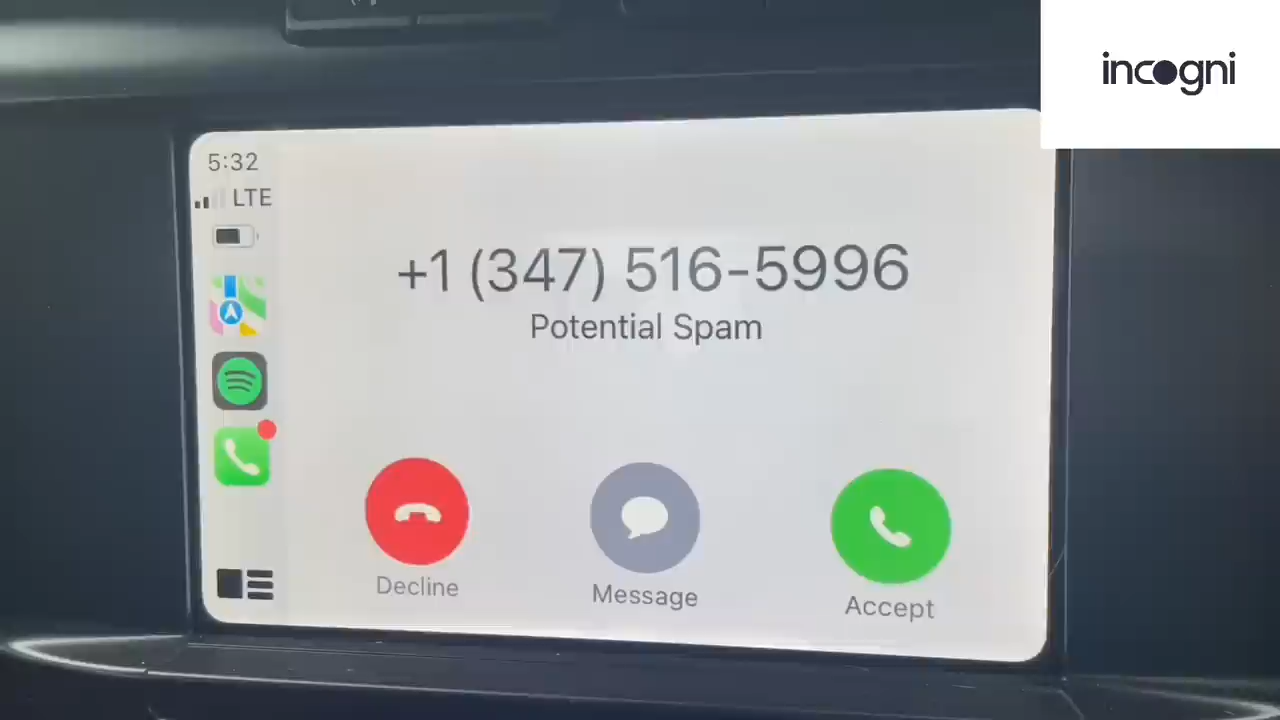 incogni
5:32
LTE
+1 (347) 516-5996
Potential Spam
Decline
Message
Accept